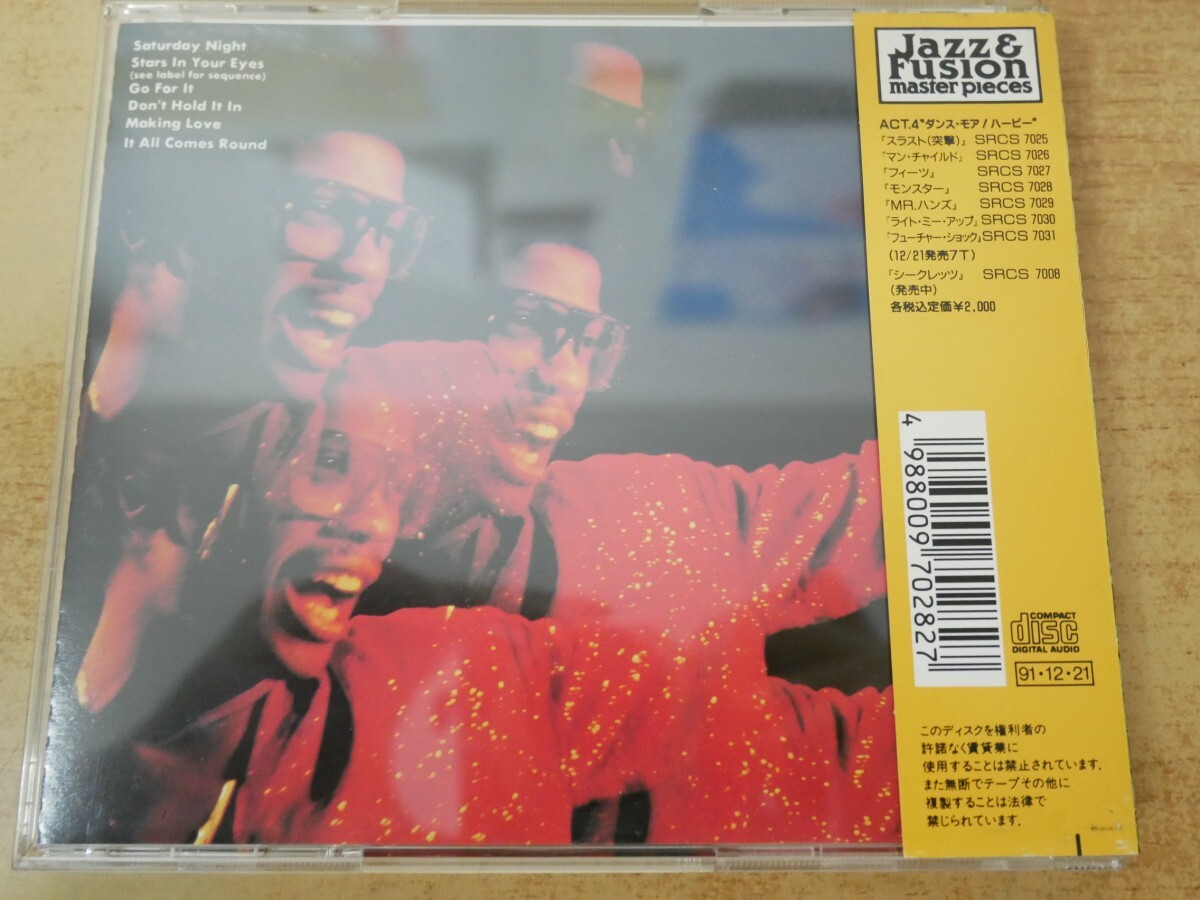 Saturday Night
Stars In Your Eyes
(see label for sequence)
Go For It
Don't Hold It In
Making Love
It All Comes Round
Jazz&
Fusion
master pieces
ACT.4"ダンス・モア/ハービー"
『スラスト(突撃)』 SRCS 7025
『マン・チャイルド』 SRCS 7026
『フィーツ』 SRCS 7027
『モンスター』 SRCS 7028
『MR.ハンズ』 SRCS 7029
『ライト・ミー・アップ』 SRCS 7030
『フューチャー・ショック』 SRCS 7031
(12/21発売7T)
『シークレッツ』 SRCS 7008
(発売中)
各税込定価¥2,000
4 988009 702827
COMPACT
disc
DIGITAL AUDIO
91・12・21
このディスクを権利者の
許諾なく賃貸業に
使用することは禁止されています.
また無断でテープその他に
複製することは法律で
禁じられています.